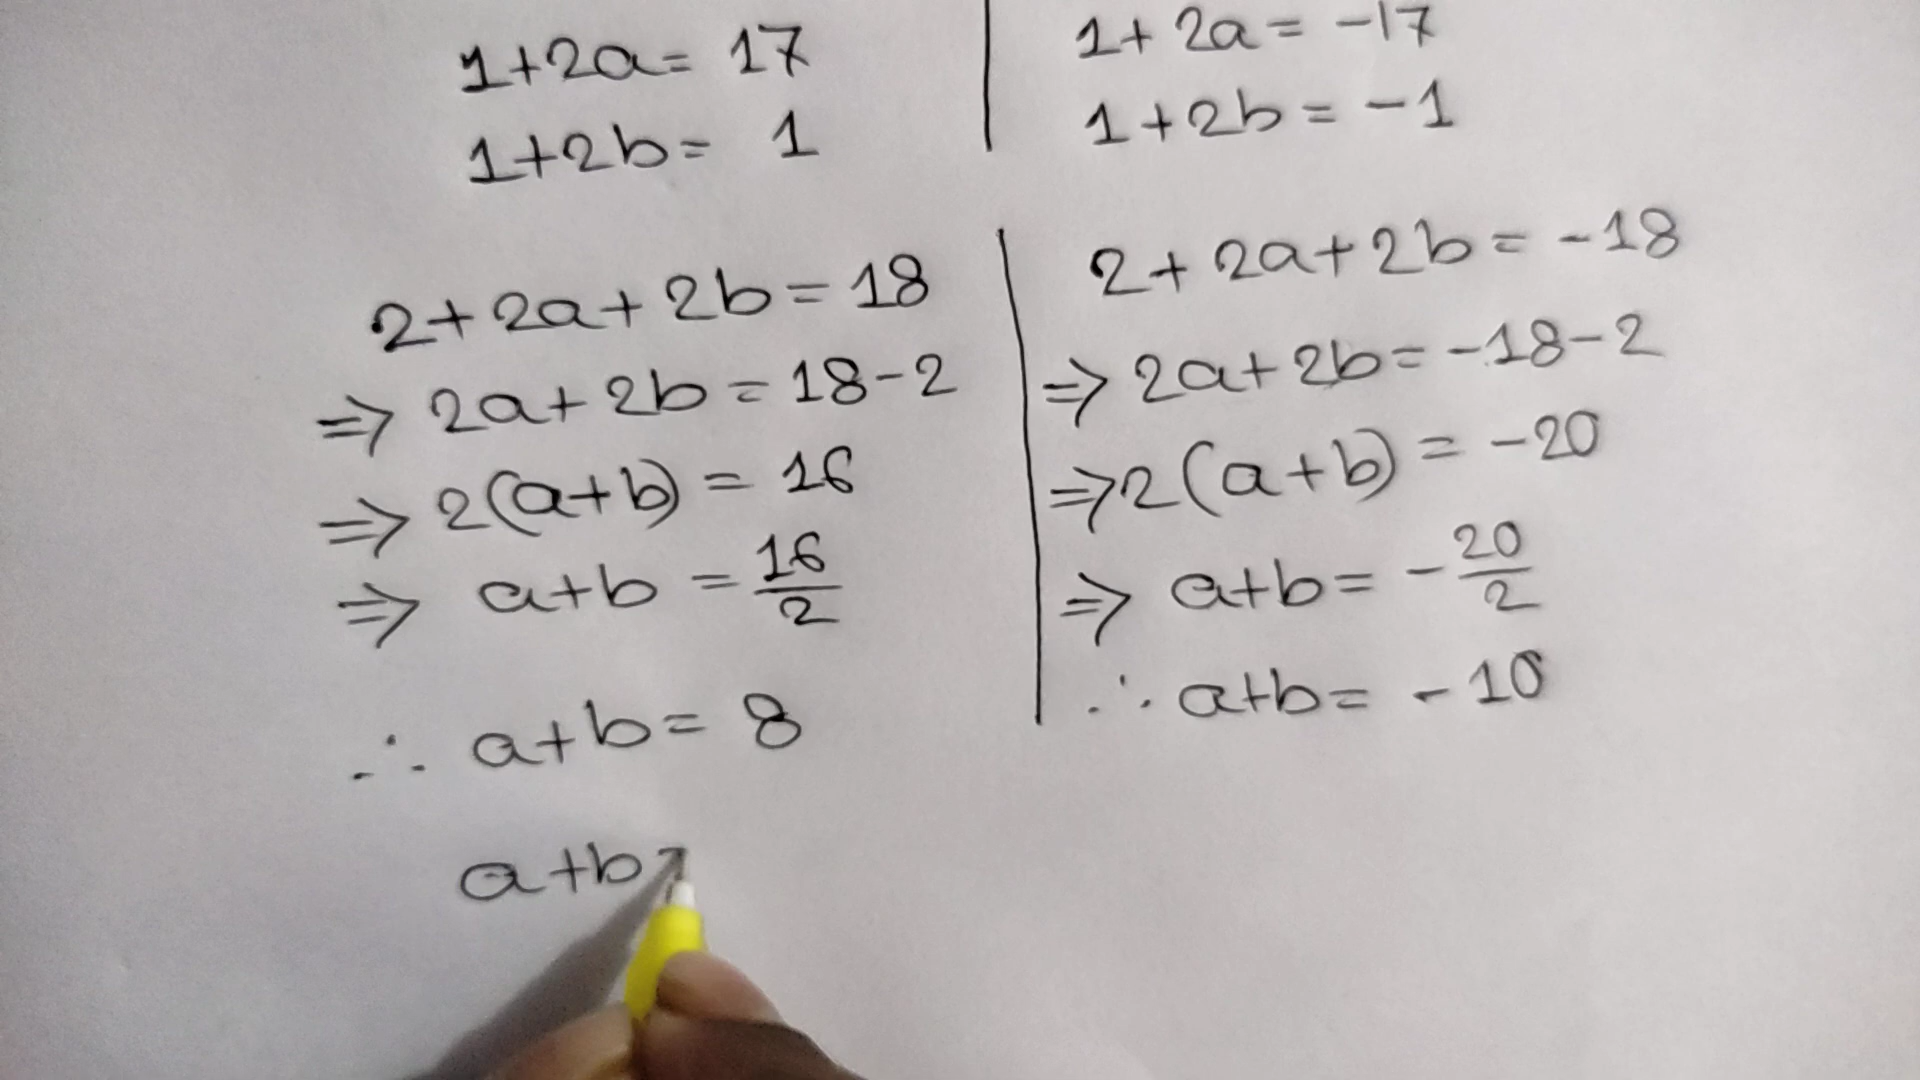 1+2a= 17
1+2b= 1
2+2a+2b=18
⇒ 2a+2b=18-2
⇒ 2(a+b) = 16
⇒ a+b = 16/2
∴ a+b= 8
a+b
1+2a=-17
1+2b=-1
2+2a+2b=-18
⇒ 2a+2b=-18-2
⇒2(a+b) = -20
⇒ a+b= -20/2
∴ a+b= -10